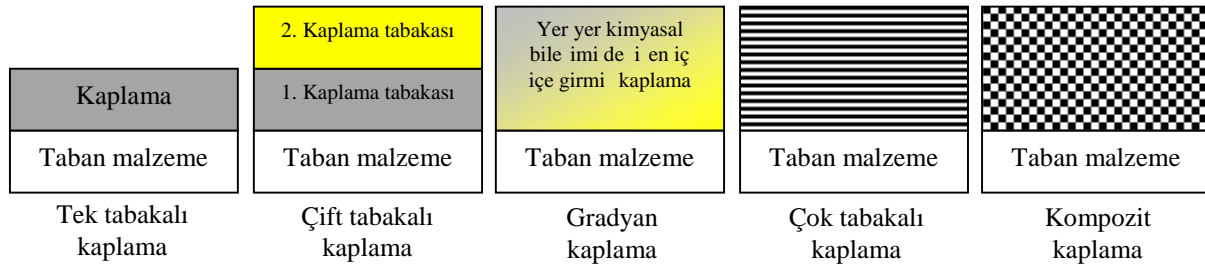 Kaplama
Taban malzeme
Tek tabakalı
kaplama
2. Kaplama tabakası
1. Kaplama tabakası
Taban malzeme
Çift tabakalı
kaplama
Yer yer kimyasal
bile imi de i en iç
içe girmi kaplama
Taban malzeme
Gradyan
kaplama
Taban malzeme
Çok tabakalı
kaplama
Taban malzeme
Kompozit
kaplama